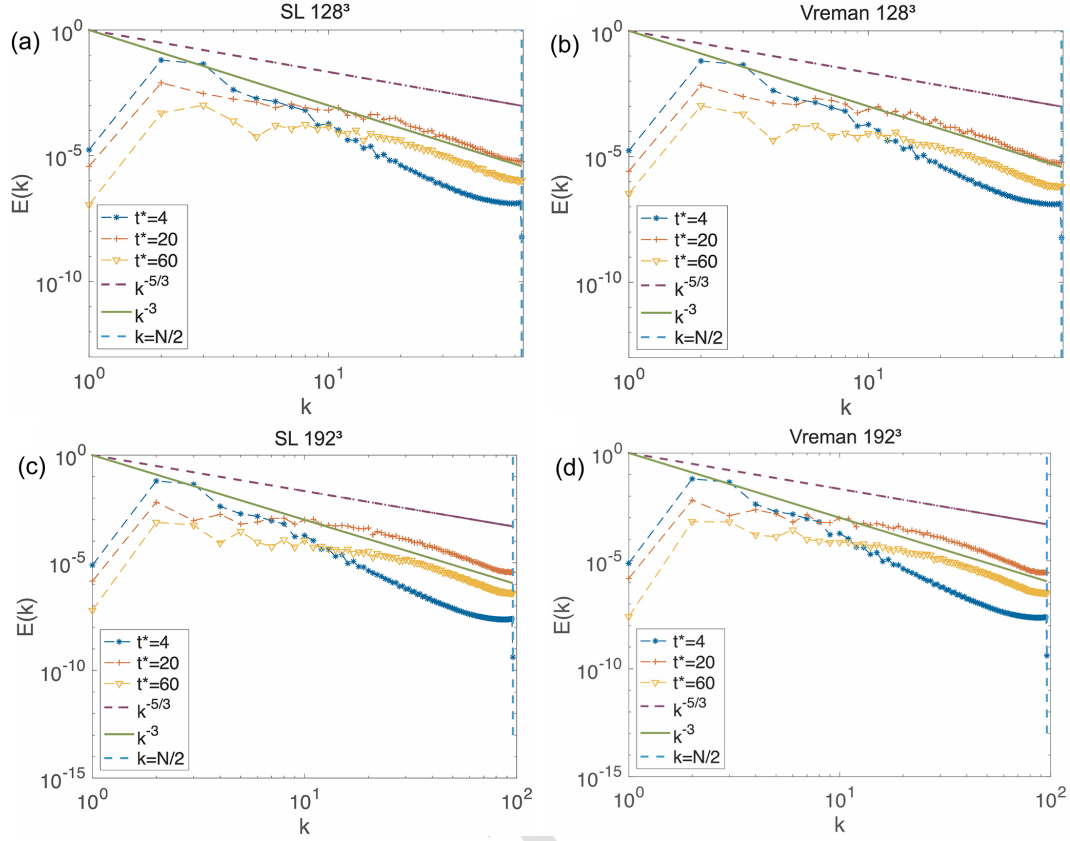 SL 128³
(a)
10⁰
10⁻⁵
10⁻¹⁰
E(k)
t*=4
t*=20
t*=60
k⁻⁵/³
k⁻³
k=N/2
10⁰
10¹
k
Vreman 128³
(b)
10⁰
10⁻⁵
10⁻¹⁰
E(k)
t*=4
t*=20
t*=60
k⁻⁵/³
k⁻³
k=N/2
10⁰
10¹
k
SL 192³
(c)
10⁰
10⁻⁵
10⁻¹⁰
10⁻¹⁵
E(k)
t*=4
t*=20
t*=60
k⁻⁵/³
k⁻³
k=N/2
10⁰
10¹
10²
k
Vreman 192³
(d)
10⁰
10⁻⁵
10⁻¹⁰
10⁻¹⁵
E(k)
t*=4
t*=20
t*=60
k⁻⁵/³
k⁻³
k=N/2
10⁰
10¹
10²
k